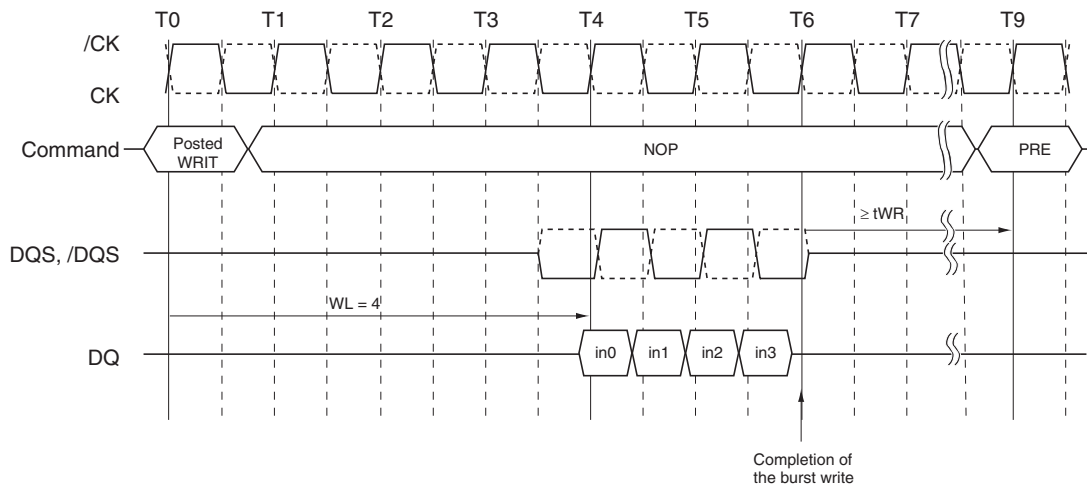 T0 T1 T2 T3 T4 T5 T6 T7 T9
/CK
CK
Command
Posted
WRIT
NOP
PRE
≥ tWR
DQS, /DQS
WL = 4
DQ
in0 in1 in2 in3
Completion of
the burst write